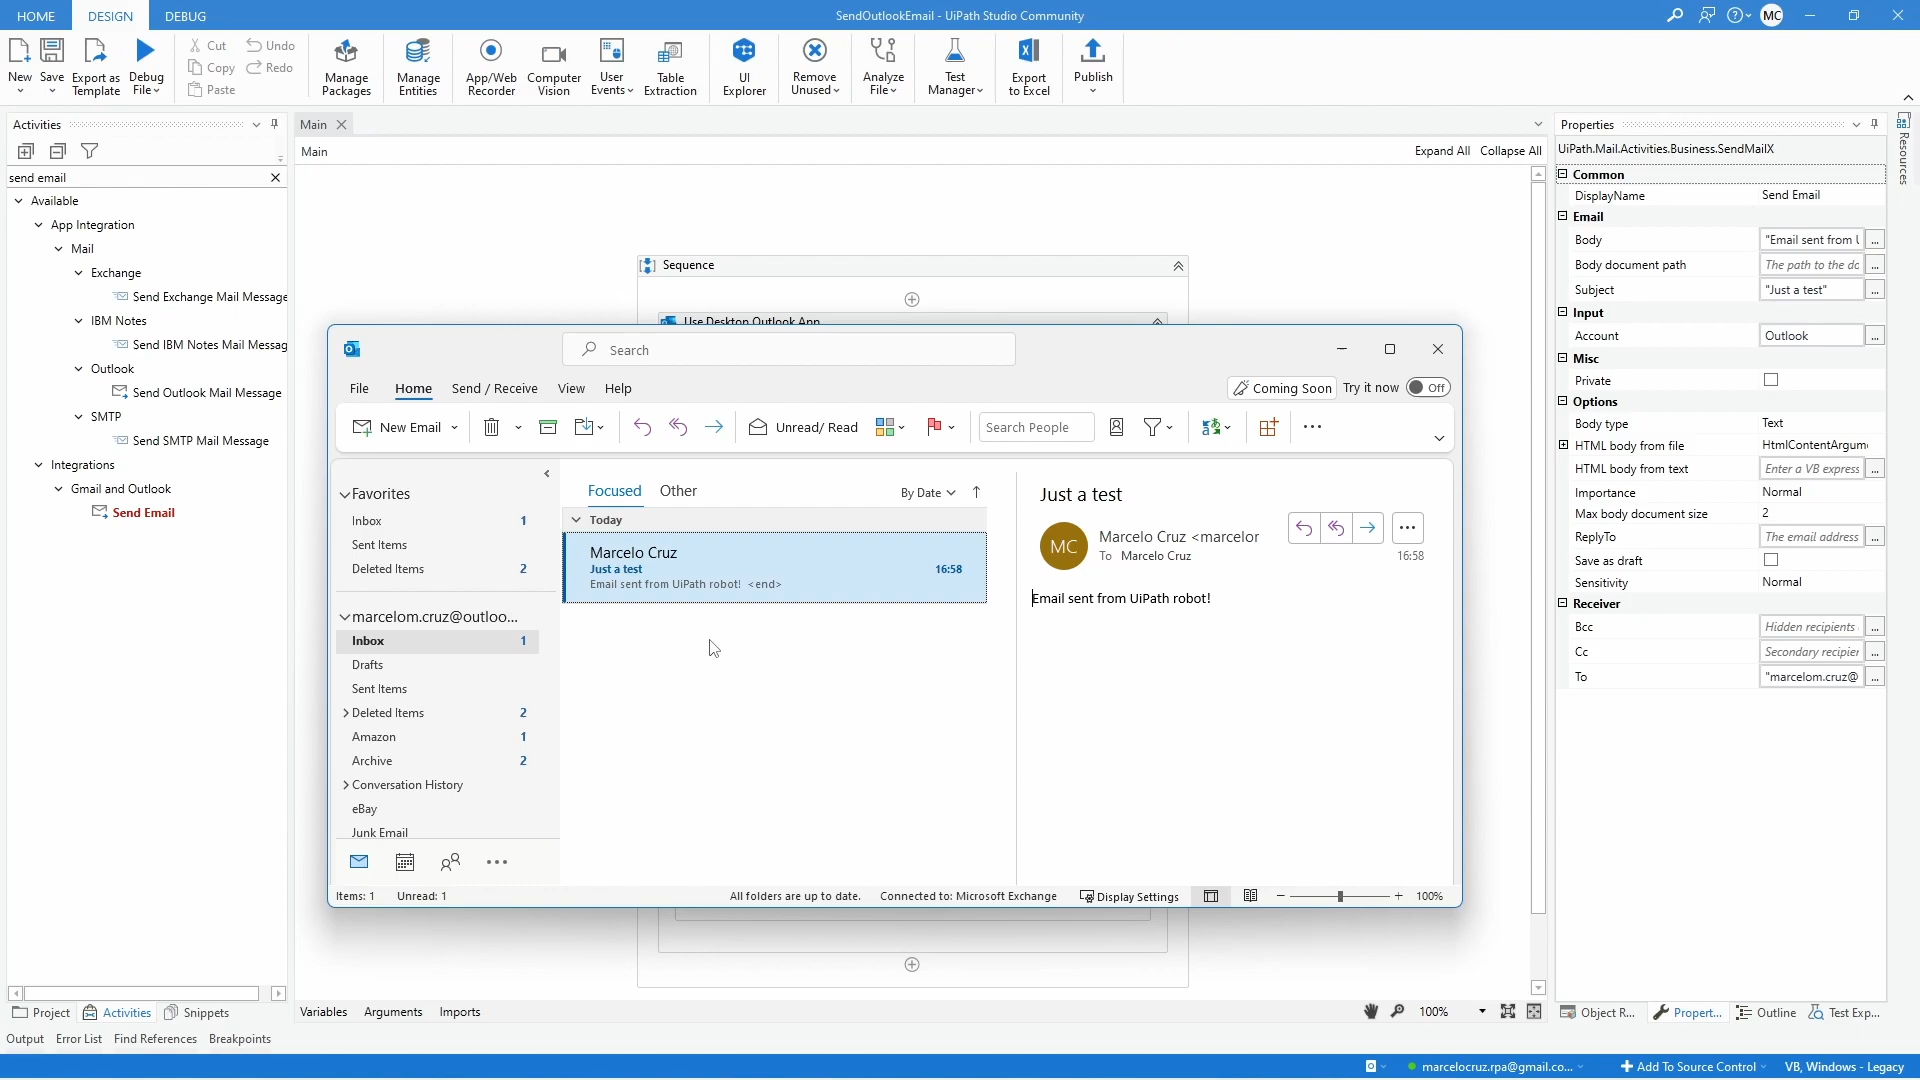 HOME DESIGN DEBUG SendOutlookEmail - UiPath Studio Community MC
New Save Export as Template Debug File Cut Copy Paste Undo Redo Manage Packages Manage Entities App/Web Recorder Computer Vision User Events Table Extraction UI Explorer Remove Unused Analyze File Test Manager Export to Excel Publish
Activities
send email
Available
App Integration
Mail
Exchange
Send Exchange Mail Message
IBM Notes
Send IBM Notes Mail Messag
Outlook
Send Outlook Mail Message
SMTP
Send SMTP Mail Message
Integrations
Gmail and Outlook
Send Email
Project Activities Snippets
Main
Main Expand All Collapse All
Sequence
Use Desktop Outlook App
Search
File Home Send / Receive View Help Coming Soon Try it now Off
New Email Unread/ Read Search People
Favorites
Inbox 1
Sent Items
Deleted Items 2
marcelom.cruz@outloo...
Inbox 1
Drafts
Sent Items
Deleted Items 2
Amazon 1
Archive 2
Conversation History
eBay
Junk Email
Focused Other By Date
Today
Marcelo Cruz
Just a test 16:58
Email sent from UiPath robot! <end>
Just a test
MC Marcelo Cruz <marcelor
To Marcelo Cruz 16:58
Email sent from UiPath robot!
Items: 1 Unread: 1 All folders are up to date. Connected to: Microsoft Exchange Display Settings 100%
Variables Arguments Imports 100%
Properties
UiPath.Mail.Activities.Business.SendMailX
Common
DisplayName Send Email
Email
Body "Email sent from U ...
Body document path The path to the do ...
Subject "Just a test" ...
Input
Account Outlook ...
Misc
Private
Options
Body type Text
HTML body from file HtmlContentArgum
HTML body from text Enter a VB express ...
Importance Normal
Max body document size 2
ReplyTo The email address ...
Save as draft
Sensitivity Normal
Receiver
Bcc Hidden recipients ...
Cc Secondary recipier ...
To "marcelom.cruz@ ...
Object R... Propert... Outline Test Exp...
Resources
Output Error List Find References Breakpoints
marcelocruz.rpa@gmail.co... Add To Source Control VB, Windows - Legacy